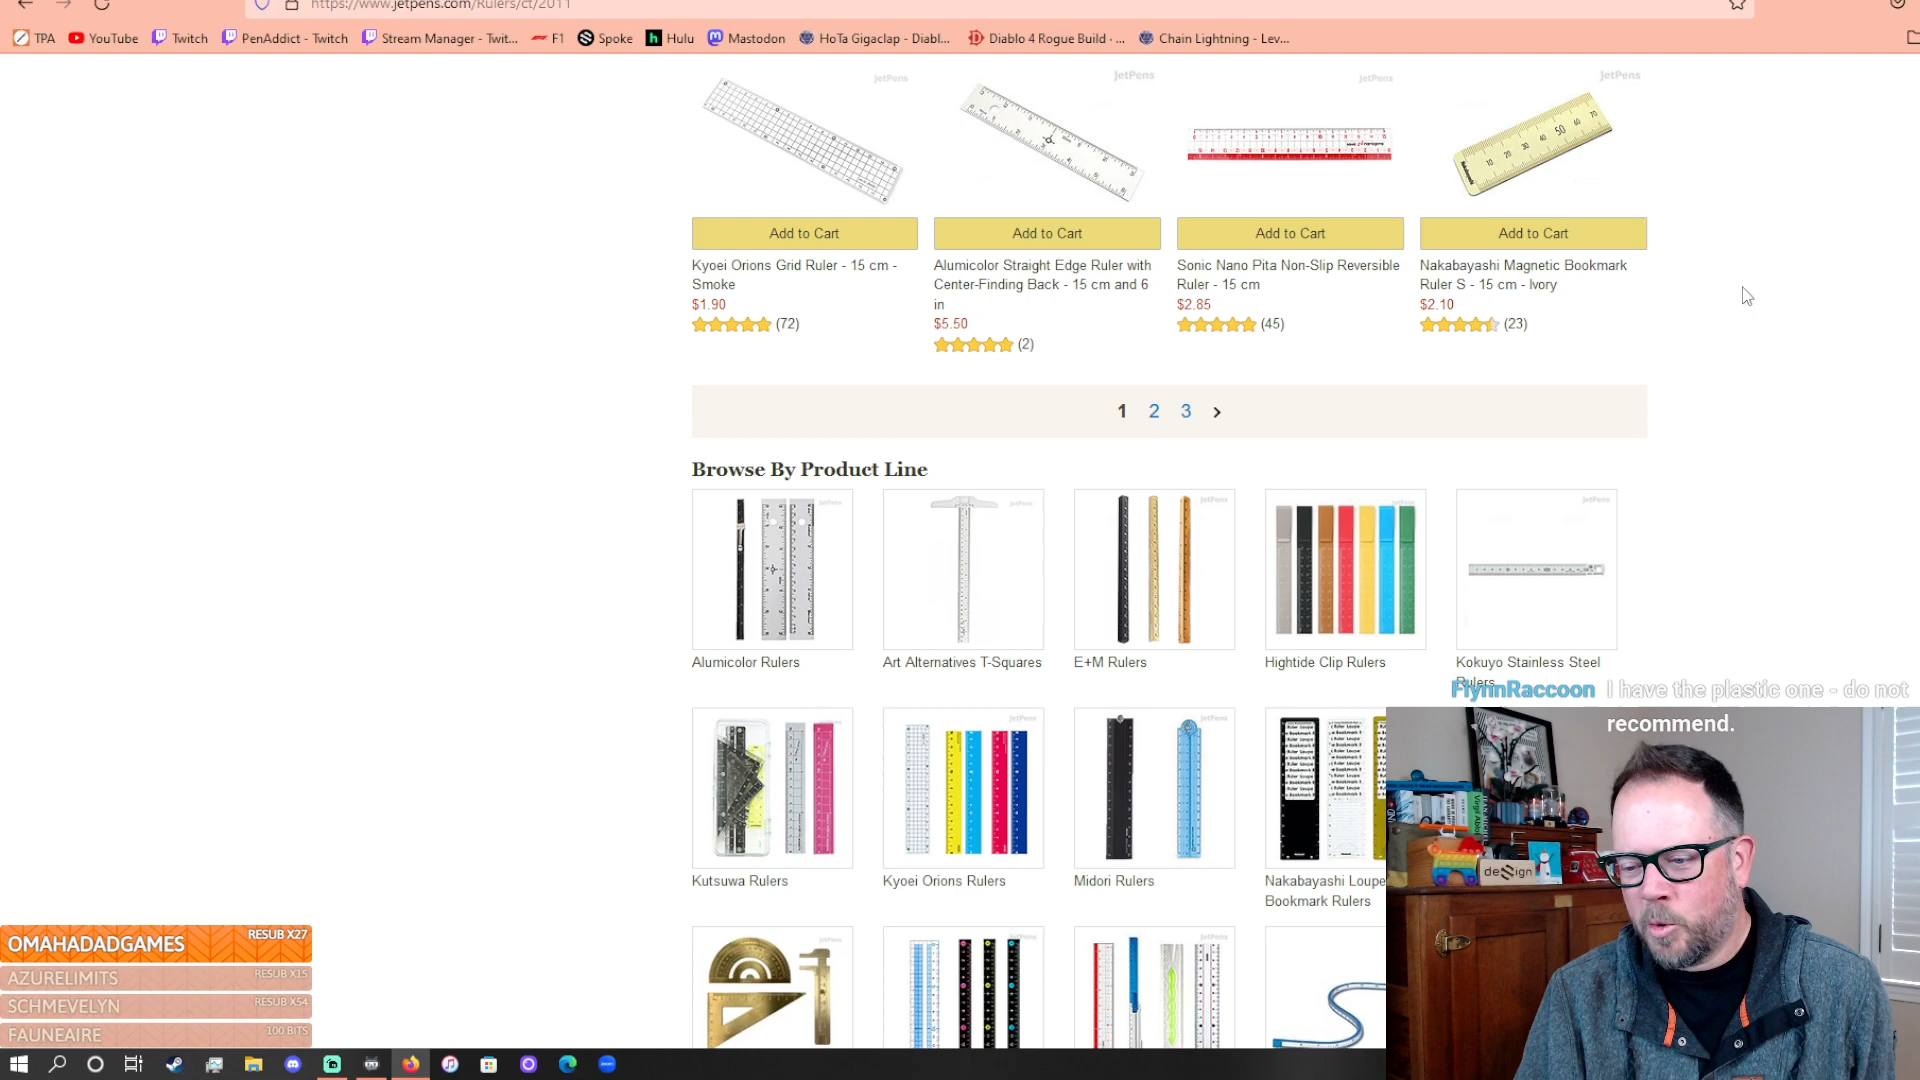 https://www.jetpens.com/Rulers/ct/2011
TPA YouTube Twitch PenAddict - Twitch Stream Manager - Twit... F1 Spoke Hulu Mastodon HoTa Gigaclap - Diabl... Diablo 4 Rogue Build - ... Chain Lightning - Lev...
JetPens JetPens JetPens JetPens
Add to Cart Add to Cart Add to Cart Add to Cart
Kyoei Orions Grid Ruler - 15 cm -
Smoke
$1.90
(72)
Alumicolor Straight Edge Ruler with
Center-Finding Back - 15 cm and 6
in
$5.50
(2)
Sonic Nano Pita Non-Slip Reversible
Ruler - 15 cm
$2.85
(45)
Nakabayashi Magnetic Bookmark
Ruler S - 15 cm - Ivory
$2.10
(23)
1 2 3
Browse By Product Line
Alumicolor Rulers
Art Alternatives T-Squares
E+M Rulers
Hightide Clip Rulers
Kokuyo Stainless Steel
Rulers
FlynnRaccoon I have the plastic one - do not
recommend.
Kutsuwa Rulers
Kyoei Orions Rulers
Midori Rulers
Nakabayashi Loupe
Bookmark Rulers
OMAHADADGAMES RESUB X27
AZURELIMITS RESUB X15
SCHMEVELYN RESUB X54
FAUNEAIRE 100 BITS